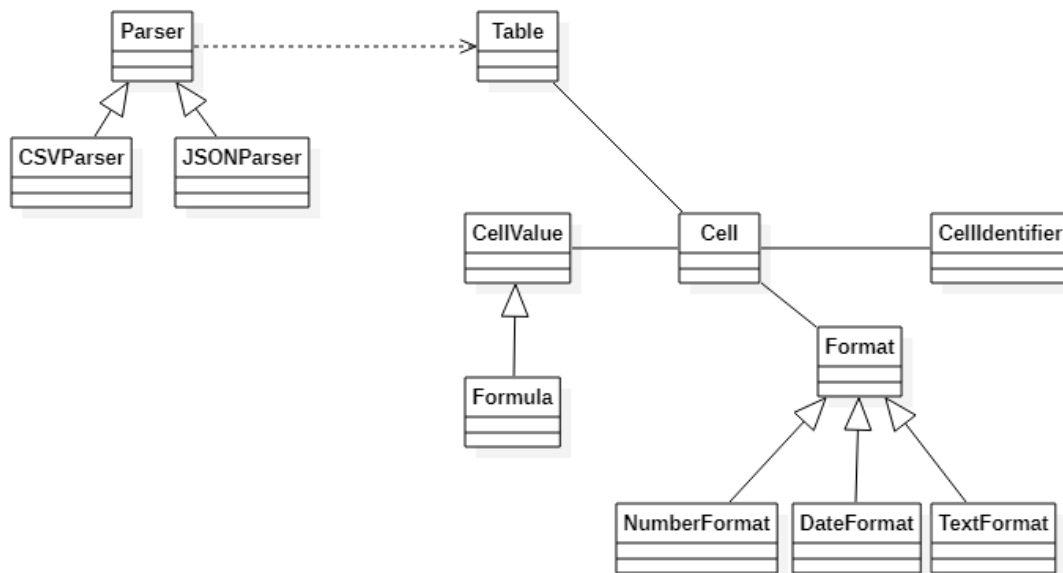 Parser
Table
CSVParser
JSONParser
CellValue
Cell
CellIdentifier
Format
Formula
NumberFormat
DateFormat
TextFormat